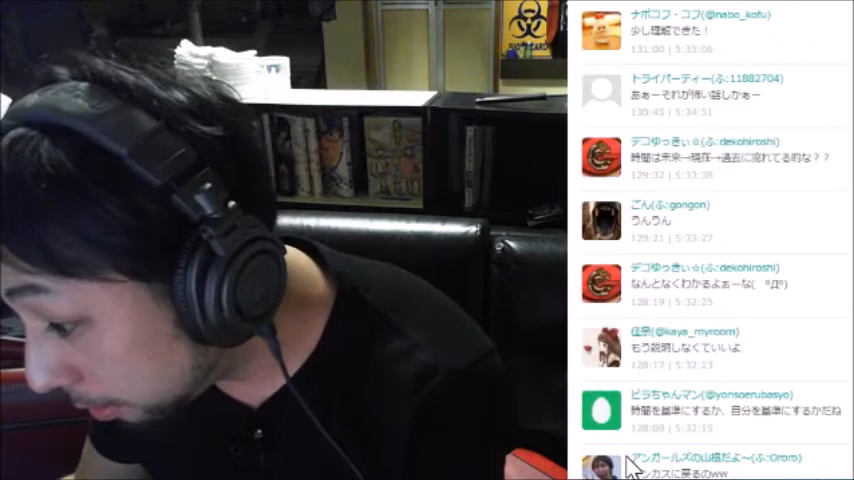 BIOHAZARD
ナポコフ・コフ(@nabo_kofu)
少し理解できた！
131:00 | 5:35:06
トライパーティー(ふ:11882704)
あぁーそれが怖い話しかぁー
130:45 | 5:34:51
デコゆっきぃ☆(ふ:dekohiroshi)
時間は未来→現在→過去に流れてる的な？？
129:32 | 5:33:38
ごん(ふ:gongon)
うんうん
129:21 | 5:33:27
デコゆっきぃ☆(ふ:dekohiroshi)
なんとなくわかるよぉーな( ﾟДﾟ)
128:19 | 5:32:25
佳奈(@kaya_myroom)
もう説明しなくていいよ
128:17 | 5:32:23
ピラちゃんマン(@yonsoerubasyo)
時間を基準にするか、自分を基準にするかだね
128:09 | 5:32:15
アンガールズの山根だよ～(ふ:Ororo)
ンカスに戻るのww